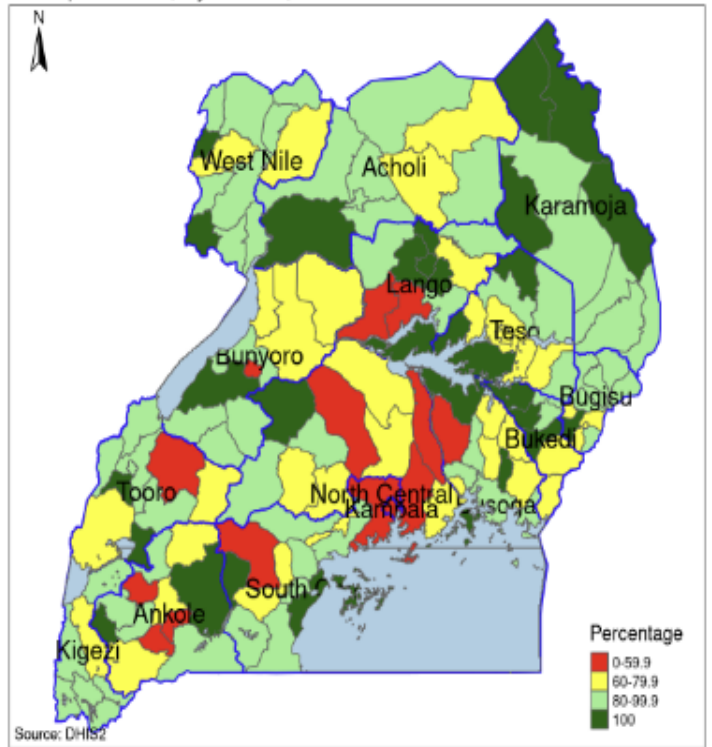 N
West Nile
Acholi
Karamoja
Lango
Teso
Bunyoro
Bugisu
Bukedi
Tooro
North Central
Kampala
soga
South
Ankole
Kigezi
Percentage
0-59.9
60-79.9
80-99.9
100
Source: DHIS2